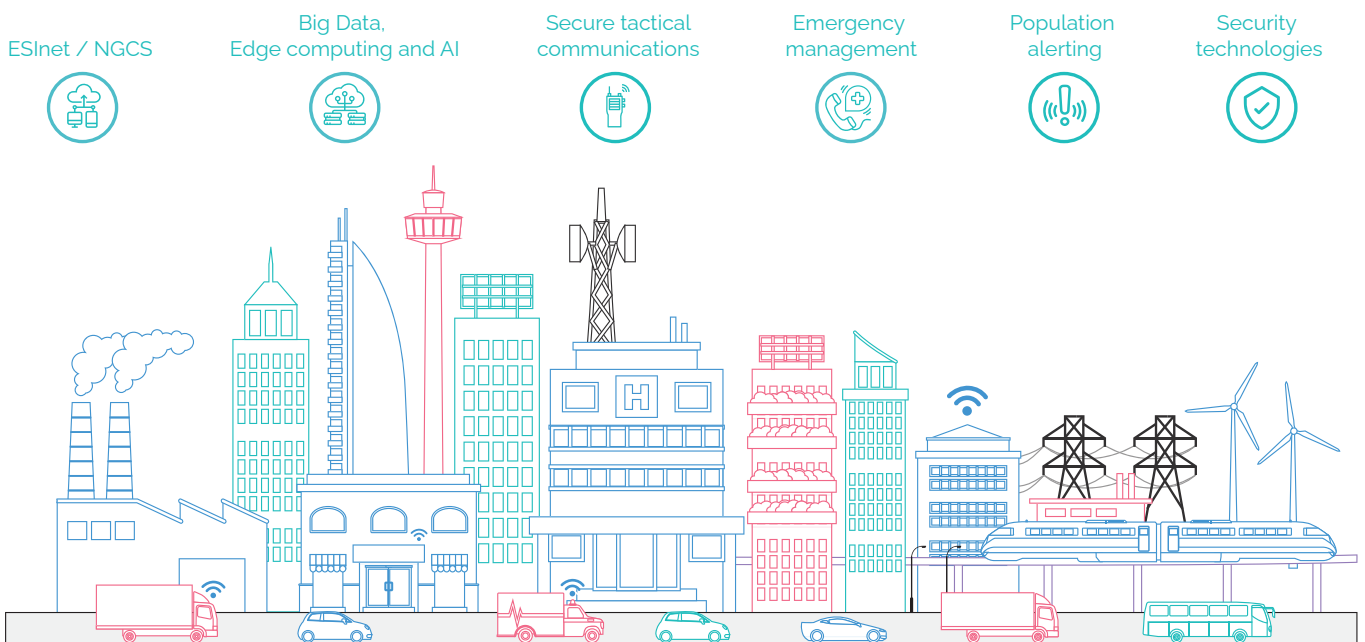 ESInet / NGCS
Big Data,
Edge computing and AI
Secure tactical
communications
Emergency
management
Population
alerting
Security
technologies
H